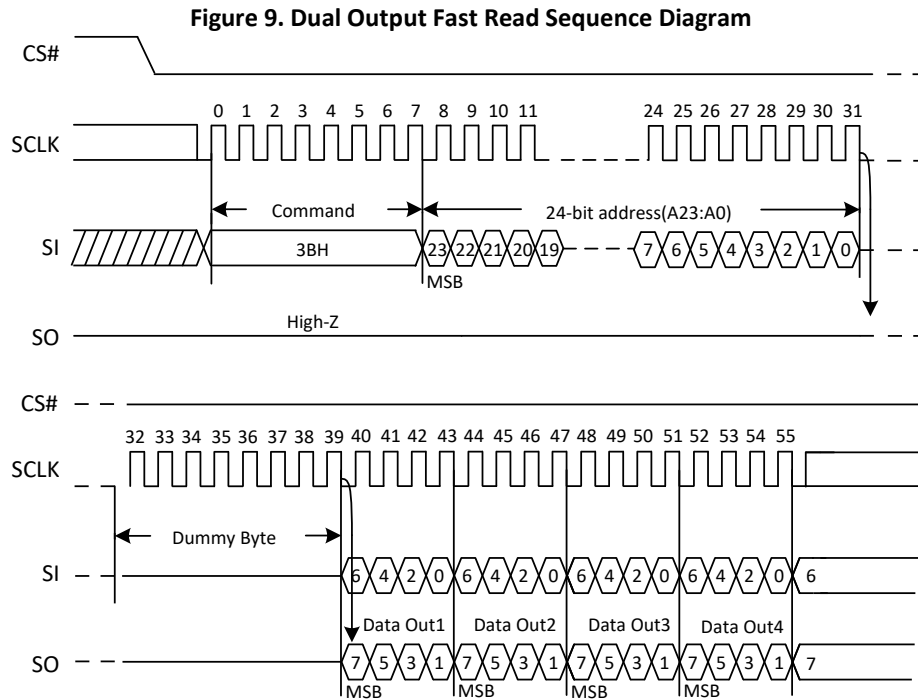 Figure 9. Dual Output Fast Read Sequence Diagram
CS#
0 1 2 3 4 5 6 7 8 9 10 11 24 25 26 27 28 29 30 31
SCLK
Command 24-bit address(A23:A0)
SI 3BH 23 22 21 20 19 7 6 5 4 3 2 1 0
MSB
High-Z
SO
CS#
32 33 34 35 36 37 38 39 40 41 42 43 44 45 46 47 48 49 50 51 52 53 54 55
SCLK
Dummy Byte
SI 6 4 2 0 6 4 2 0 6 4 2 0 6 4 2 0 6
Data Out1 Data Out2 Data Out3 Data Out4
SO 7 5 3 1 7 5 3 1 7 5 3 1 7 5 3 1 7
MSB MSB MSB MSB